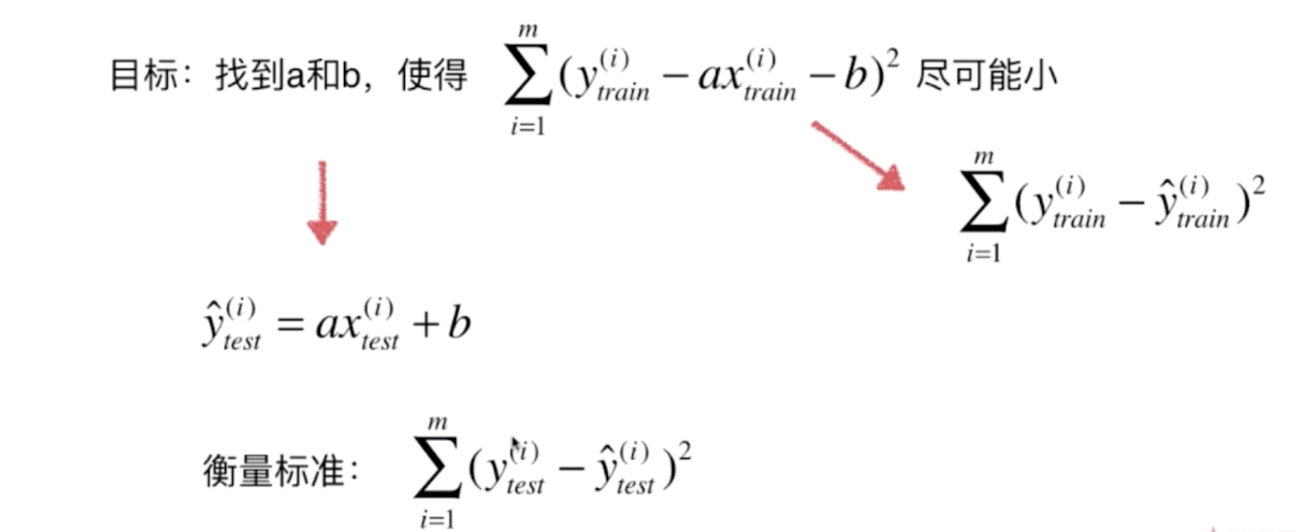 目标：找到a和b，使得 $\sum_{i=1}^{m}(y_{train}^{(i)} - ax_{train}^{(i)} - b)^2$ 尽可能小
$\sum_{i=1}^{m}(y_{train}^{(i)} - \hat{y}_{train}^{(i)})^2$
$\hat{y}_{test}^{(i)} = ax_{test}^{(i)} + b$
衡量标准： $\sum_{i=1}^{m}(y_{test}^{(i)} - \hat{y}_{test}^{(i)})^2$